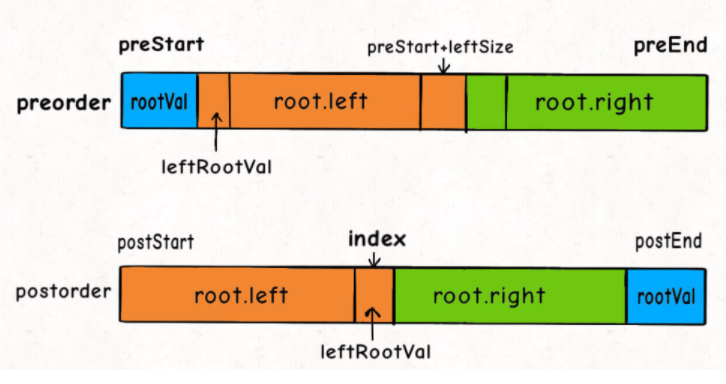 preStart preStart+leftSize preEnd
preorder rootVal root.left root.right
leftRootVal
postStart index postEnd
postorder root.left root.right rootVal
leftRootVal